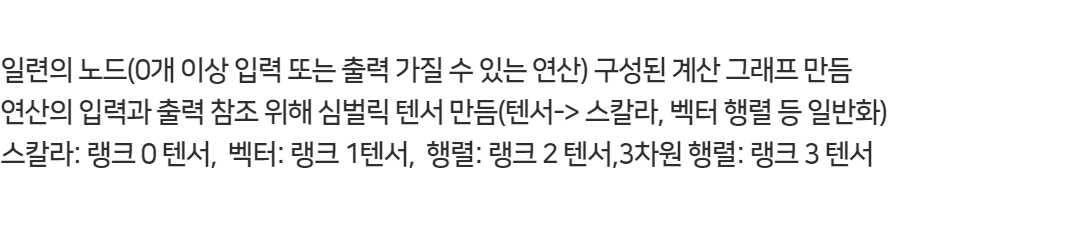 일련의 노드(0개 이상 입력 또는 출력 가질 수 있는 연산) 구성된 계산 그래프 만듬
연산의 입력과 출력 참조 위해 심벌릭 텐서 만듬(텐서-> 스칼라, 벡터 행렬 등 일반화)
스칼라: 랭크 0 텐서,  벡터: 랭크 1텐서,  행렬: 랭크 2 텐서,3차원 행렬: 랭크 3 텐서